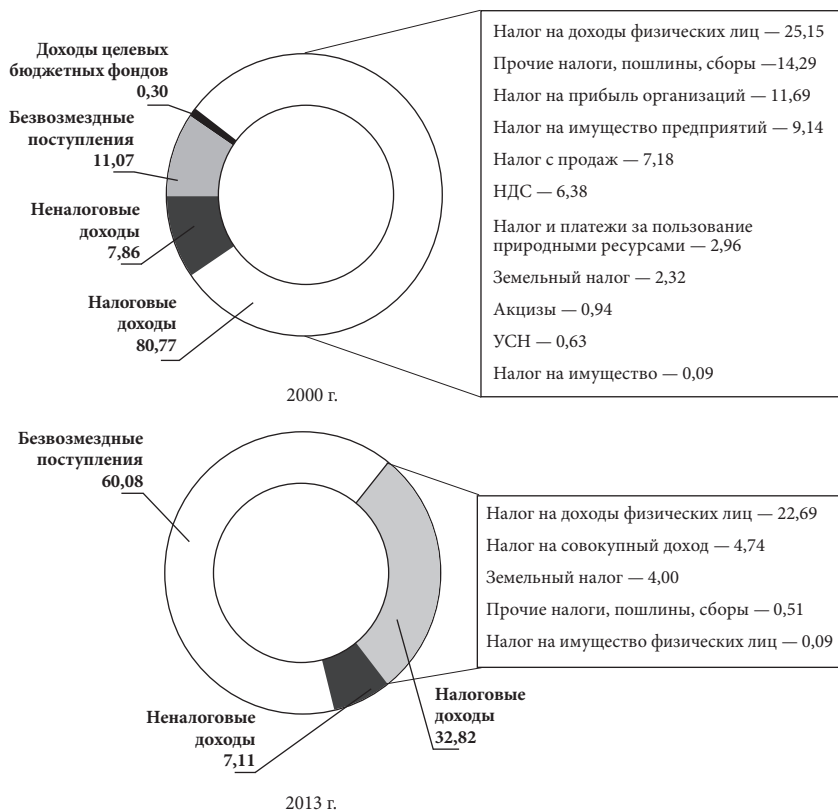 Доходы целевых
бюджетных фондов
0,30
Безвозмездные
поступления
11,07
Неналоговые
доходы
7,86
Налоговые
доходы
80,77
Налог на доходы физических лиц — 25,15
Прочие налоги, пошлины, сборы —14,29
Налог на прибыль организаций — 11,69
Налог на имущество предприятий — 9,14
Налог с продаж — 7,18
НДС — 6,38
Налог и платежи за пользование
природными ресурсами — 2,96
Земельный налог — 2,32
Акцизы — 0,94
УСН — 0,63
Налог на имущество — 0,09
2000 г.
Безвозмездные
поступления
60,08
Налог на доходы физических лиц — 22,69
Налог на совокупный доход — 4,74
Земельный налог — 4,00
Прочие налоги, пошлины, сборы — 0,51
Налог на имущество физических лиц — 0,09
Неналоговые
доходы
7,11
Налоговые
доходы
32,82
2013 г.